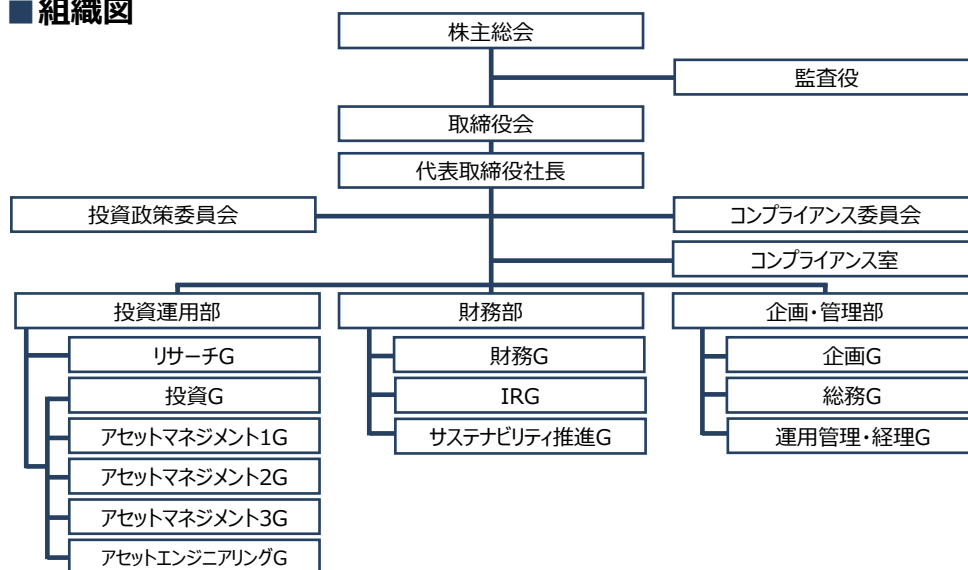 ■組織図
株主総会
監査役
取締役会
代表取締役社長
投資政策委員会
コンプライアンス委員会
コンプライアンス室
投資運用部
財務部
企画・管理部
リサーチG
財務G
企画G
投資G
IRG
総務G
アセットマネジメント1G
サステナビリティ推進G
運用管理・経理G
アセットマネジメント2G
アセットマネジメント3G
アセットエンジニアリングG